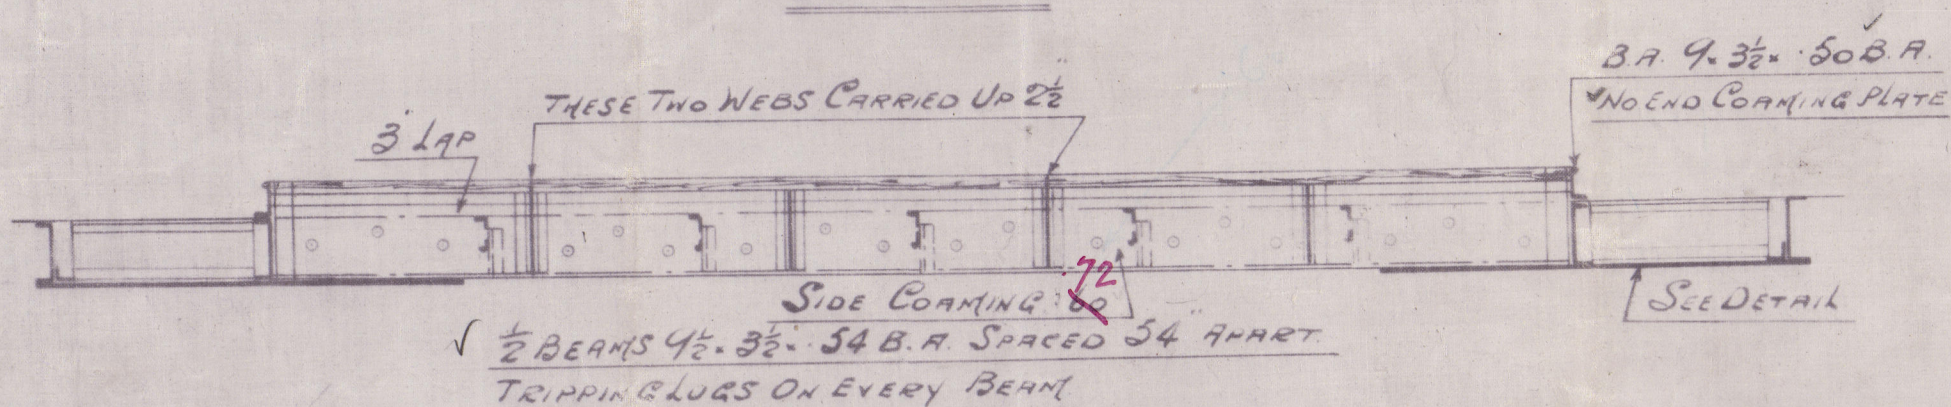 B.A. 9 × 3½ × .50 B.A.
NO END COAMING PLATE
THESE TWO WEBS CARRIED UP 2½
3" LAP
SIDE COAMING .60 .72
SEE DETAIL
½ BEAMS 9½ × 3½ × .54 B.A. SPACED 54 APART.
TRIPPING LUGS ON EVERY BEAM